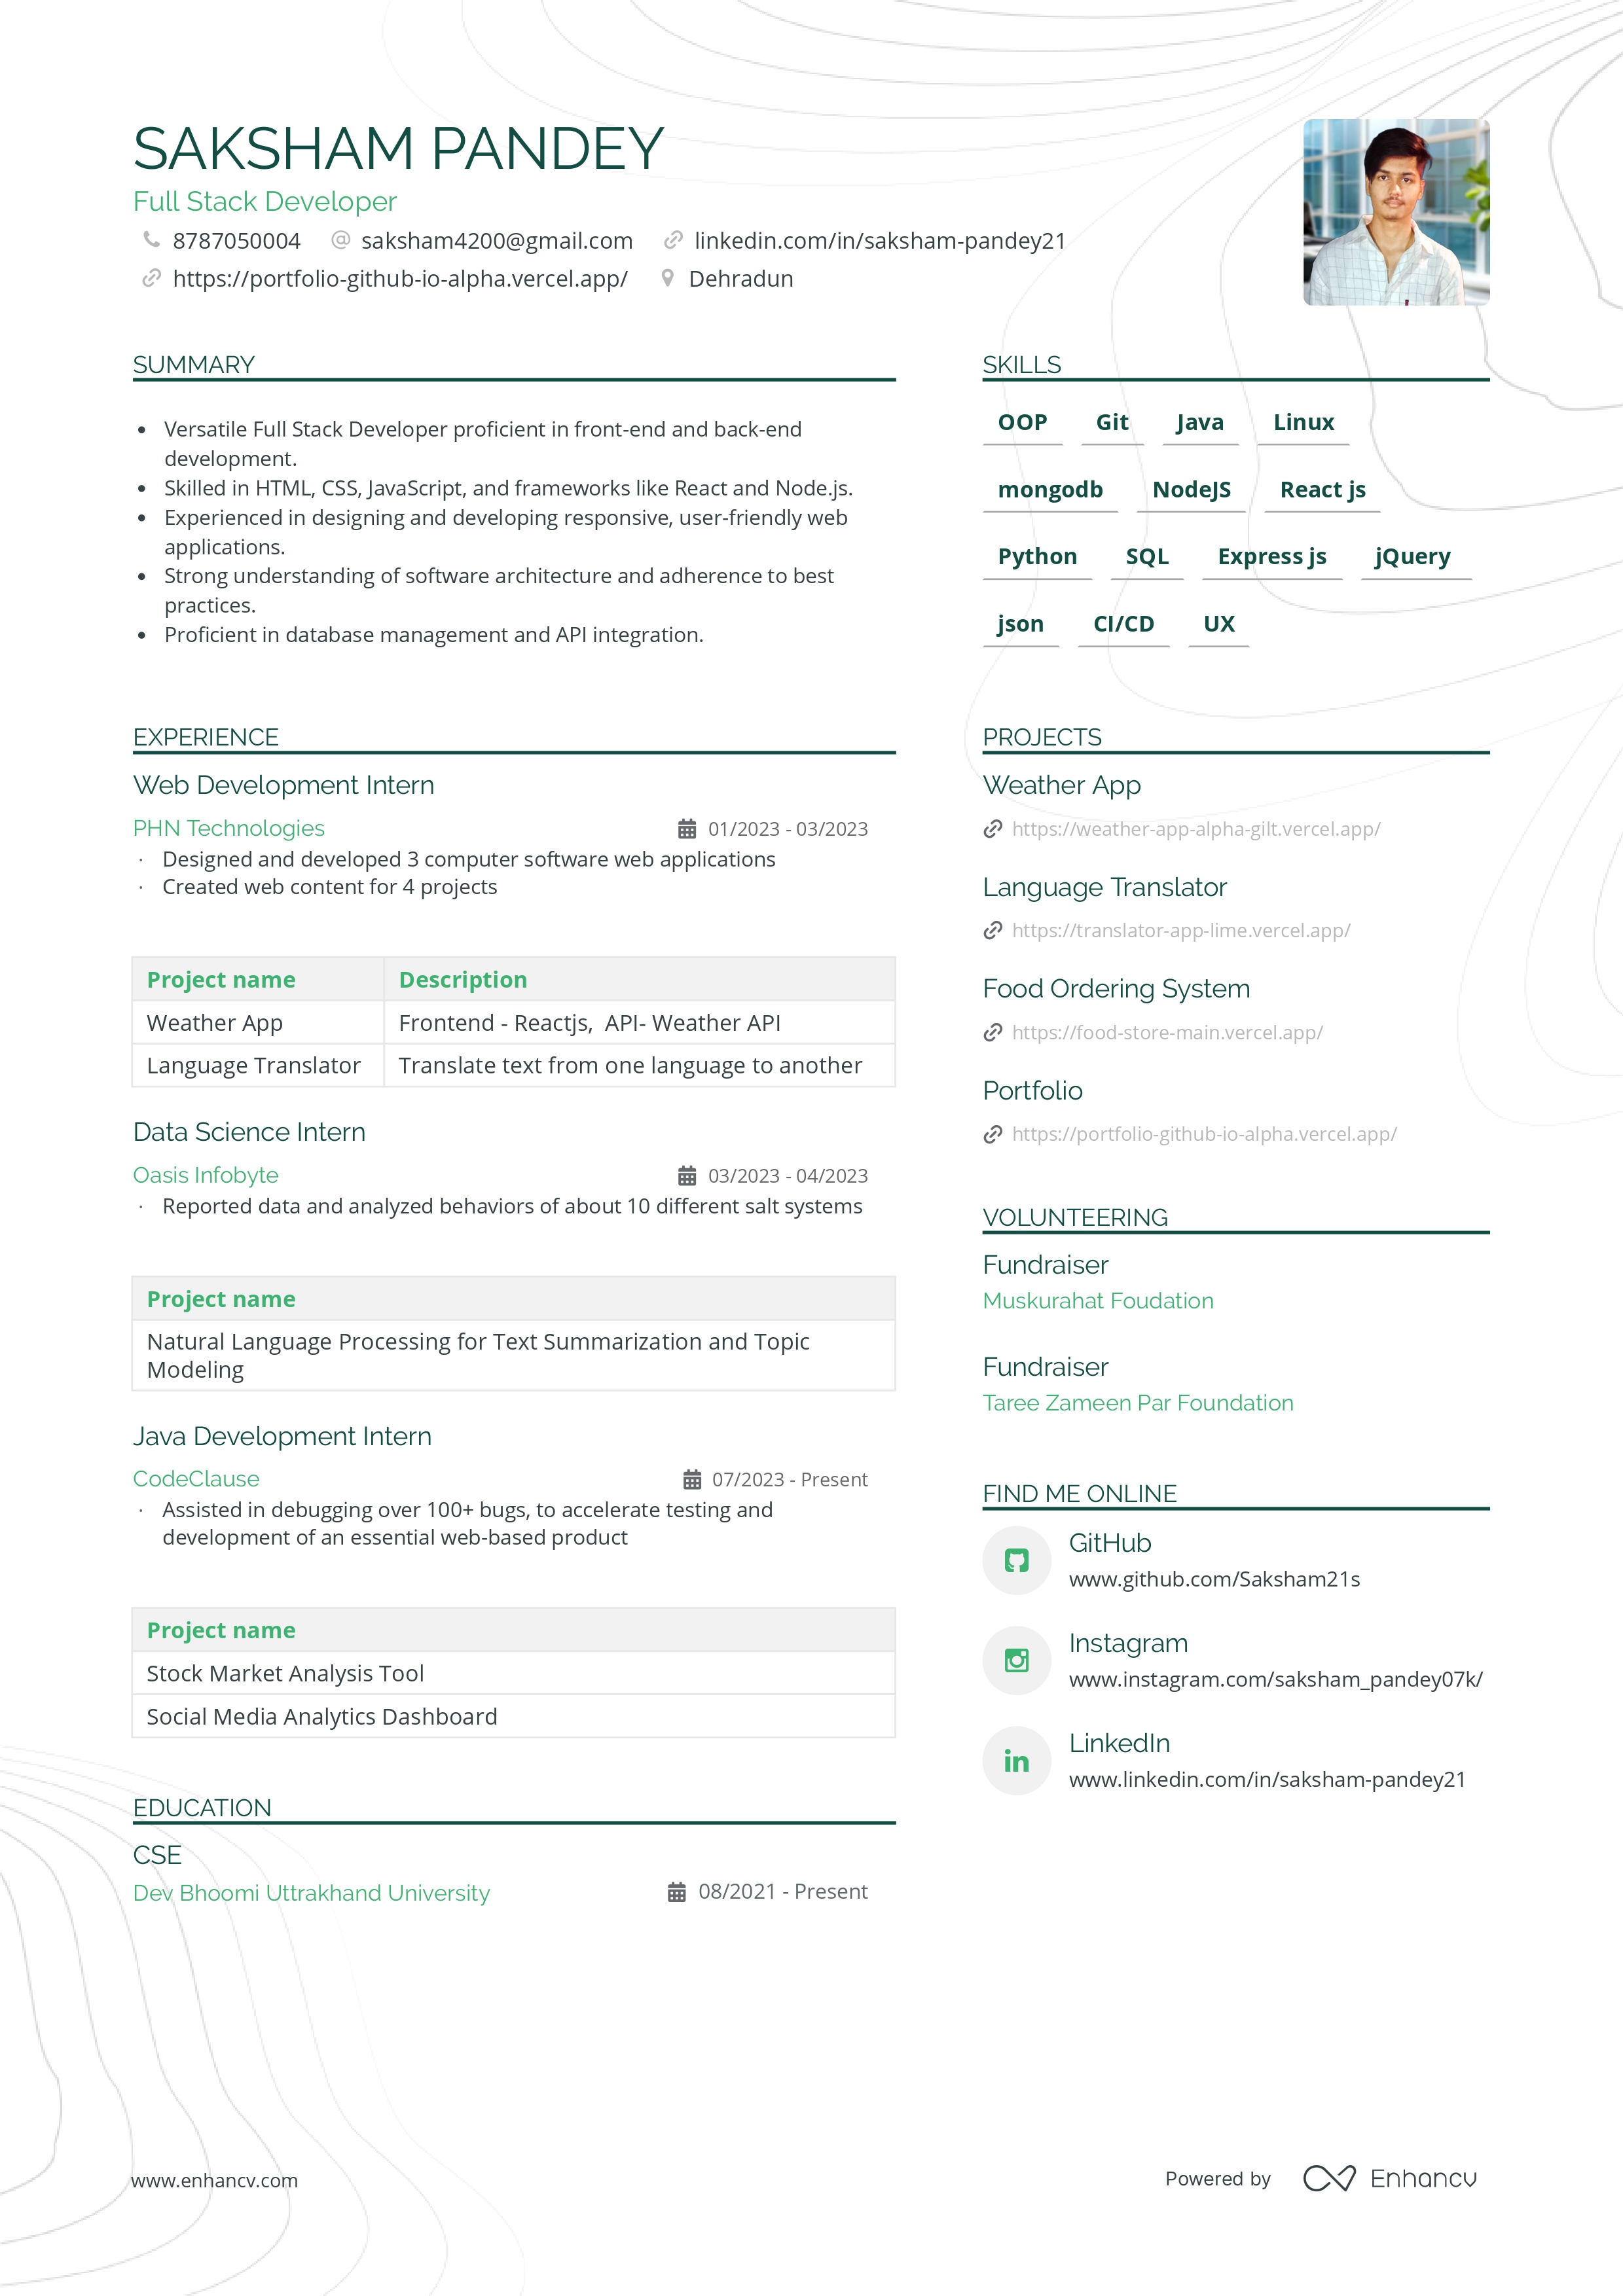 SAKSHAM PANDEY
Full Stack Developer
8787050004 saksham4200@gmail.com linkedin.com/in/saksham-pandey21
https://portfolio-github-io-alpha.vercel.app/ Dehradun
SUMMARY
• Versatile Full Stack Developer proficient in front-end and back-end
development.
• Skilled in HTML, CSS, JavaScript, and frameworks like React and Node.js.
• Experienced in designing and developing responsive, user-friendly web
applications.
• Strong understanding of software architecture and adherence to best
practices.
• Proficient in database management and API integration.
EXPERIENCE
Web Development Intern
PHN Technologies 01/2023 - 03/2023
· Designed and developed 3 computer software web applications
· Created web content for 4 projects
Project name Description
Weather App Frontend - Reactjs, API- Weather API
Language Translator Translate text from one language to another
Data Science Intern
Oasis Infobyte 03/2023 - 04/2023
· Reported data and analyzed behaviors of about 10 different salt systems
Project name
Natural Language Processing for Text Summarization and Topic
Modeling
Java Development Intern
CodeClause 07/2023 - Present
· Assisted in debugging over 100+ bugs, to accelerate testing and
development of an essential web-based product
Project name
Stock Market Analysis Tool
Social Media Analytics Dashboard
EDUCATION
CSE
Dev Bhoomi Uttrakhand University 08/2021 - Present
SKILLS
OOP Git Java Linux
mongodb NodeJS React js
Python SQL Express js jQuery
json CI/CD UX
PROJECTS
Weather App
https://weather-app-alpha-gilt.vercel.app/
Language Translator
https://translator-app-lime.vercel.app/
Food Ordering System
https://food-store-main.vercel.app/
Portfolio
https://portfolio-github-io-alpha.vercel.app/
VOLUNTEERING
Fundraiser
Muskurahat Foudation
Fundraiser
Taree Zameen Par Foundation
FIND ME ONLINE
GitHub
www.github.com/Saksham21s
Instagram
www.instagram.com/saksham_pandey07k/
LinkedIn
www.linkedin.com/in/saksham-pandey21
www.enhancv.com
Powered by Enhancv